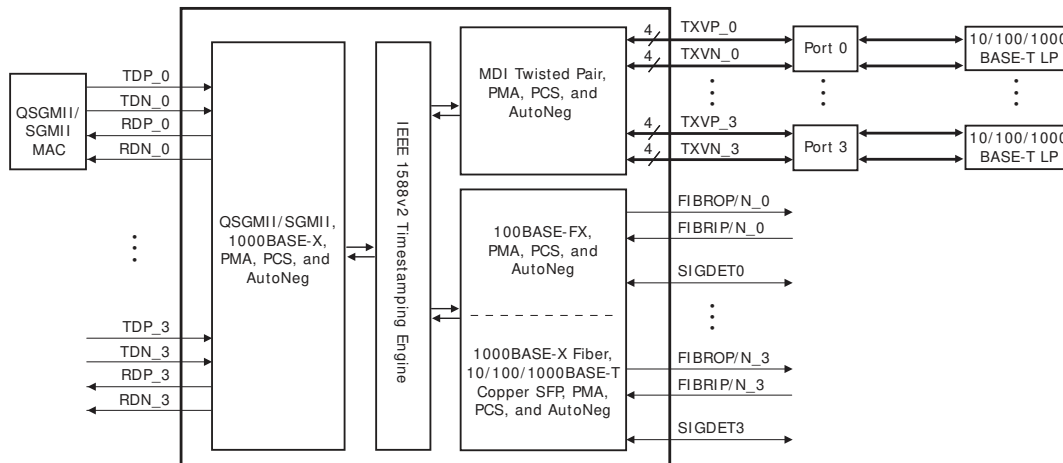 QSGMII/
SGMII
MAC
TDP_0
TDN_0
RDP_0
RDN_0
TDP_3
TDN_3
RDP_3
RDN_3
QSGMII/SGMII,
1000BASE-X,
PMA, PCS, and
AutoNeg
IEEE 1588v2 Timestamping Engine
MDI Twisted Pair,
PMA, PCS, and
AutoNeg
100BASE-FX,
PMA, PCS, and
AutoNeg
1000BASE-X Fiber,
10/100/1000BASE-T
Copper SFP, PMA,
PCS, and AutoNeg
4 TXVP_0
4 TXVN_0
4 TXVP_3
4 TXVN_3
Port 0
Port 3
10/100/1000
BASE-T LP
10/100/1000
BASE-T LP
FIBROP/N_0
FIBRIP/N_0
SIGDET0
FIBROP/N_3
FIBRIP/N_3
SIGDET3